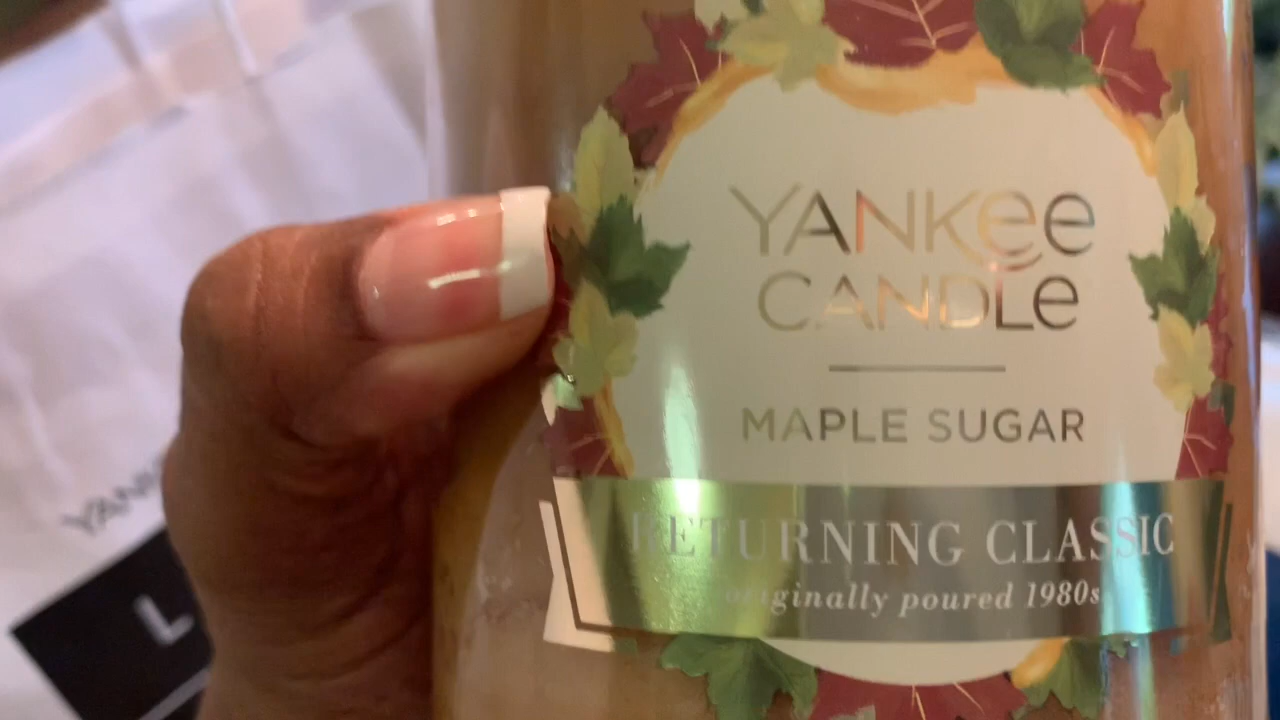 YANKEE
CANDLE
MAPLE SUGAR
RETURNING CLASSIC
originally poured 1980s
L